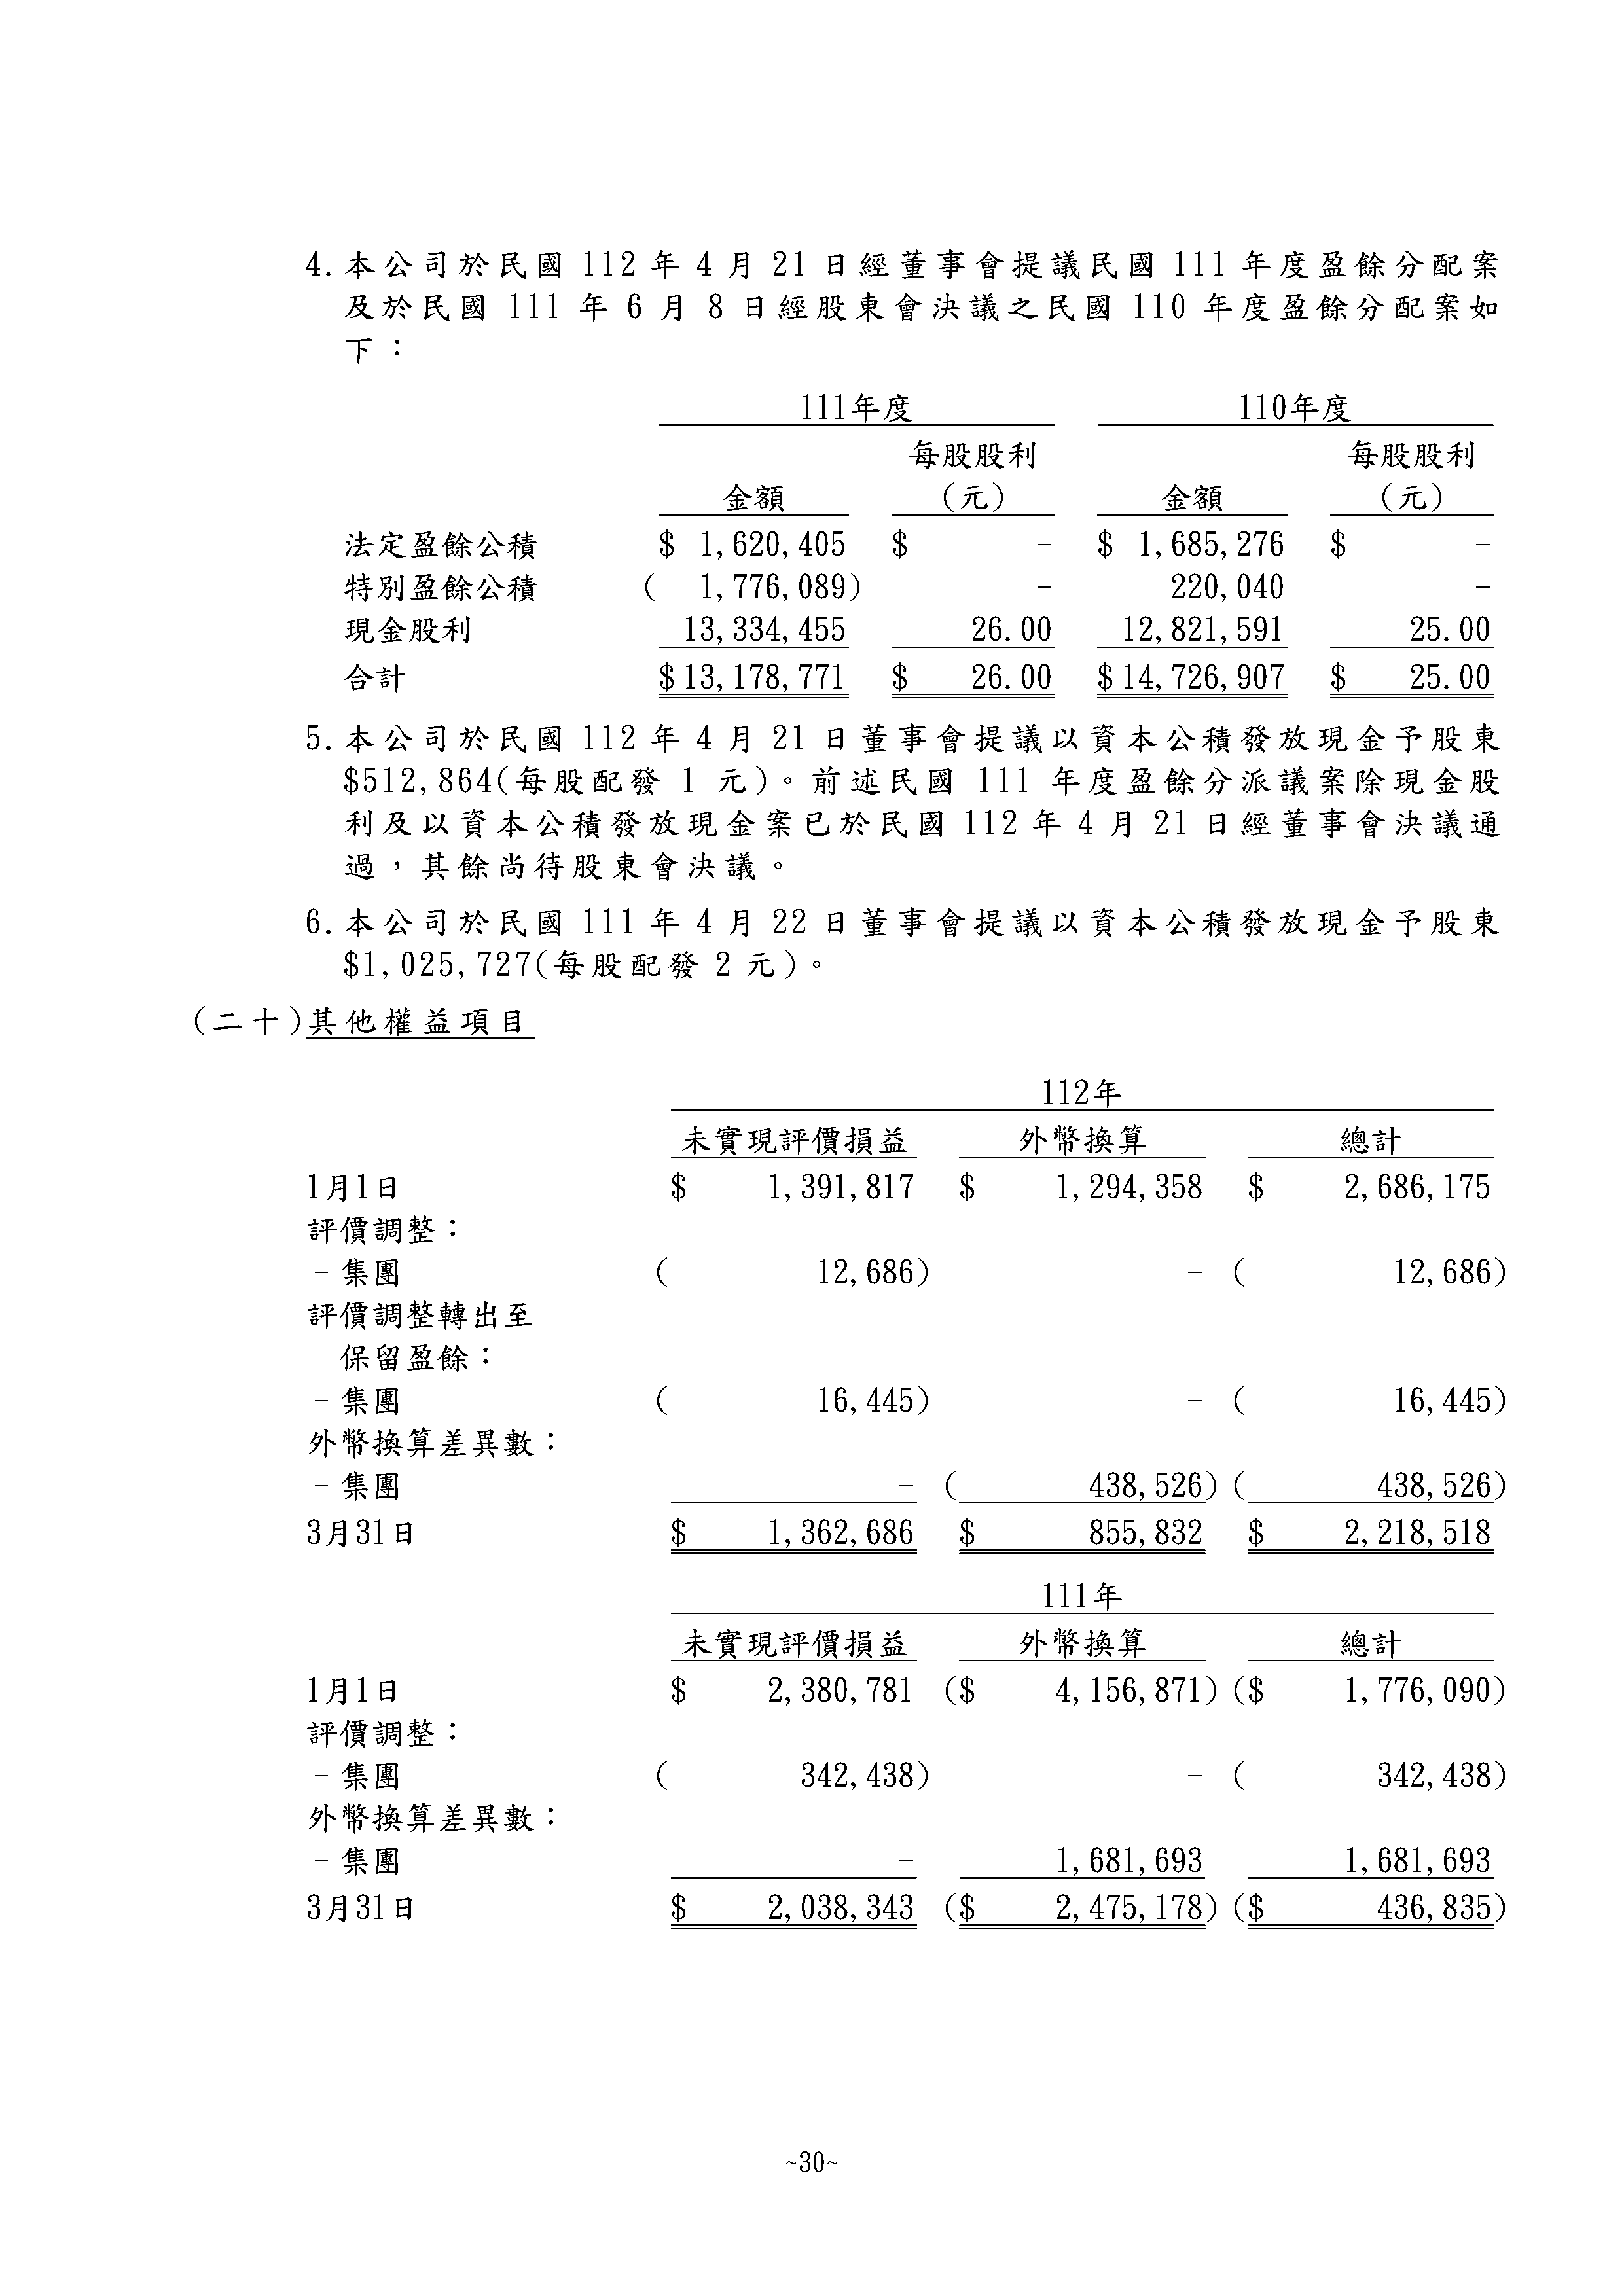 4.本公司於民國 112 年 4 月 21 日經董事會提議民國 111 年度盈餘分配案
及於民國 111 年 6 月 8 日經股東會決議之民國 110 年度盈餘分配案如
下：
111年度 110年度
每股股利 每股股利
金額 (元) 金額 (元)
法定盈餘公積 $ 1,620,405 $ - $ 1,685,276 $ -
特別盈餘公積 ( 1,776,089) - 220,040 -
現金股利 13,334,455 26.00 12,821,591 25.00
合計 $13,178,771 $ 26.00 $14,726,907 $ 25.00
5.本公司於民國 112 年 4 月 21 日董事會提議以資本公積發放現金予股東
$512,864(每股配發 1 元)。前述民國 111 年度盈餘分派議案除現金股
利及以資本公積發放現金案已於民國 112 年 4 月 21 日經董事會決議通
過，其餘尚待股東會決議。
6.本公司於民國 111 年 4 月 22 日董事會提議以資本公積發放現金予股東
$1,025,727(每股配發 2 元)。
(二十)其他權益項目
112年
未實現評價損益 外幣換算 總計
1月1日 $ 1,391,817 $ 1,294,358 $ 2,686,175
評價調整：
-集團 ( 12,686) - ( 12,686)
評價調整轉出至
保留盈餘：
-集團 ( 16,445) - ( 16,445)
外幣換算差異數：
-集團 - ( 438,526) ( 438,526)
3月31日 $ 1,362,686 $ 855,832 $ 2,218,518
111年
未實現評價損益 外幣換算 總計
1月1日 $ 2,380,781 ($ 4,156,871) ($ 1,776,090)
評價調整：
-集團 ( 342,438) - ( 342,438)
外幣換算差異數：
-集團 - 1,681,693 1,681,693
3月31日 $ 2,038,343 ($ 2,475,178) ($ 436,835)
~30~